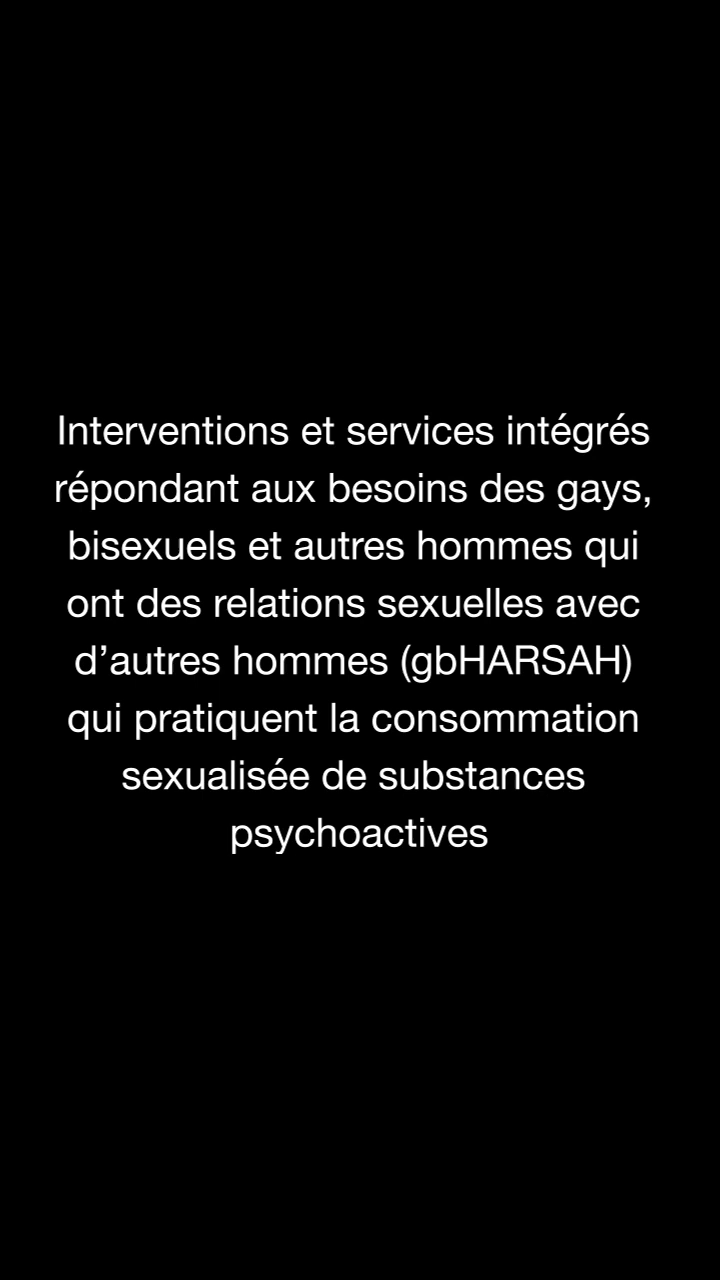 Interventions et services intégrés
répondant aux besoins des gays,
bisexuels et autres hommes qui
ont des relations sexuelles avec
d’autres hommes (gbHARSAH)
qui pratiquent la consommation
sexualisée de substances
psychoactives